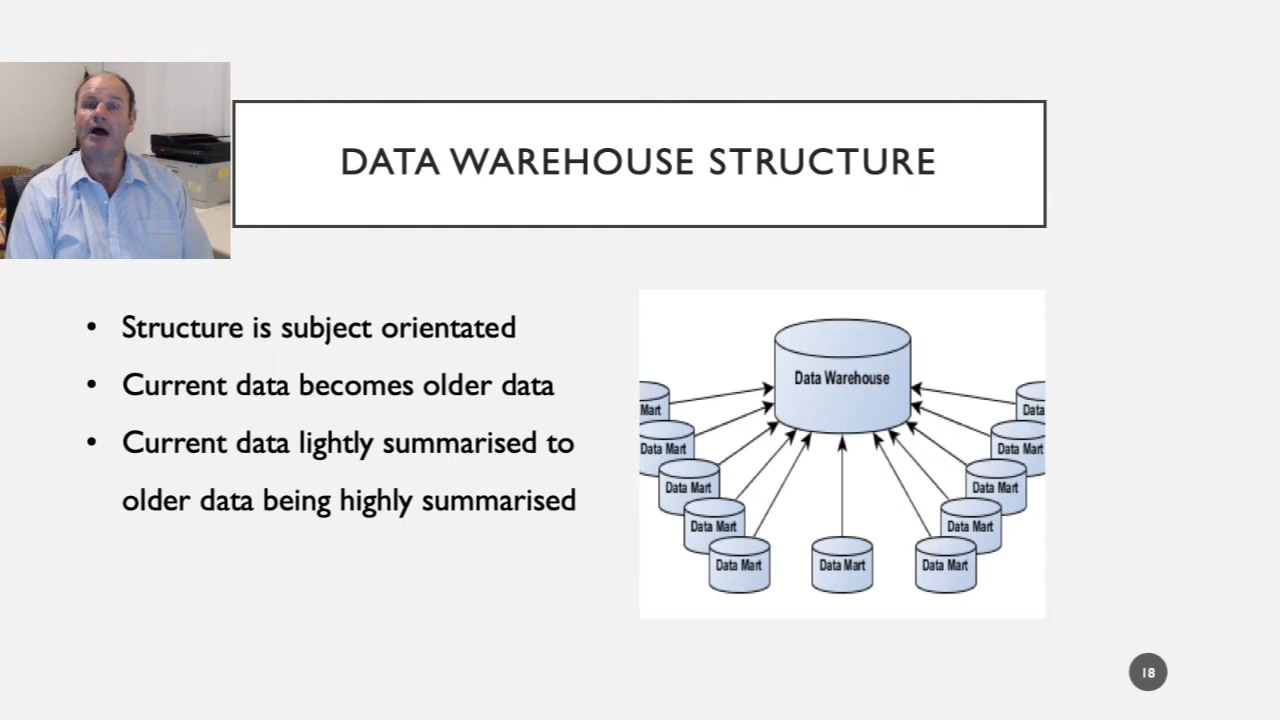 DATA WAREHOUSE STRUCTURE
• Structure is subject orientated
• Current data becomes older data
• Current data lightly summarised to
older data being highly summarised
Data Warehouse
Mart
Data
Data Mart
Data Mart
Data Mart
Data Mart
Data Mart
Data Mart
Data Mart
Data Mart
Data Mart
18